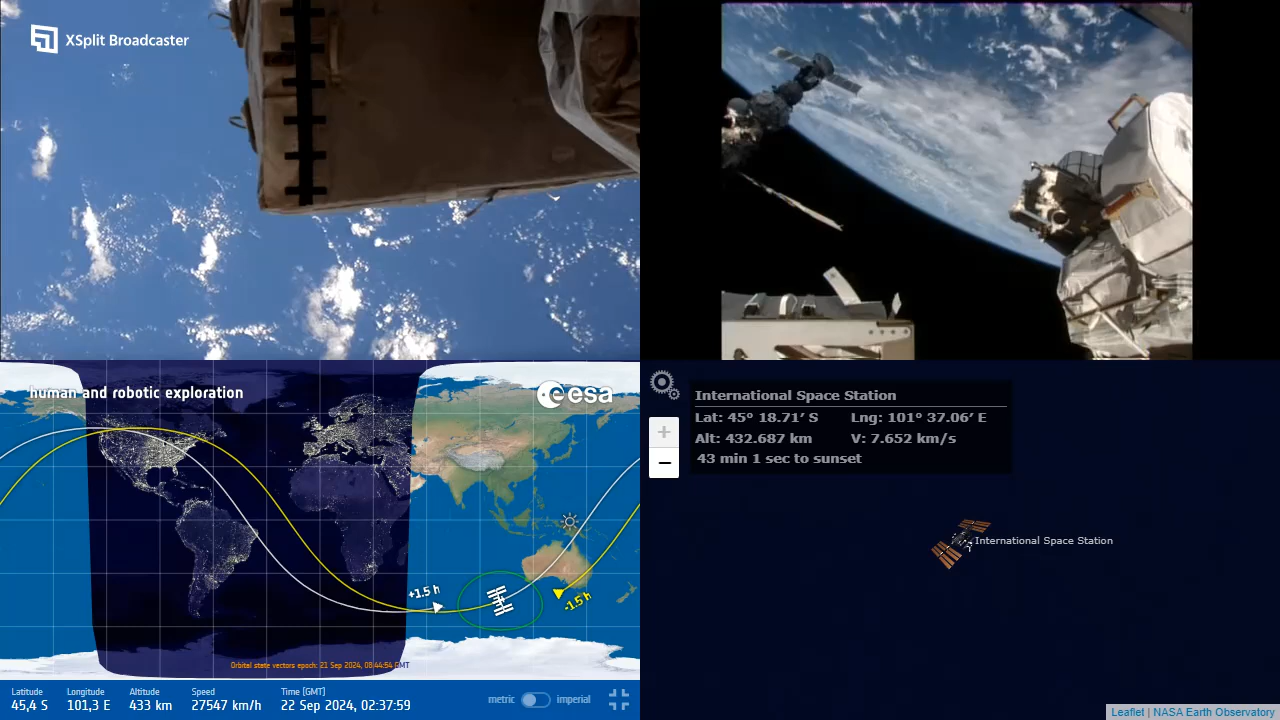 XSplit Broadcaster
human and robotic exploration
esa
+1.5 h
-1.5 h
Orbital state vectors epoch: 21 Sep 2024, 08:44:54 GMT
Latitude Longitude Altitude Speed Time [GMT]
45,4 S 101,3 E 433 km 27547 km/h 22 Sep 2024, 02:37:59
metric imperial
+
−
International Space Station
Lat: 45° 18.71′ S Lng: 101° 37.06′ E
Alt: 432.687 km V: 7.652 km/s
43 min 1 sec to sunset
International Space Station
Leaflet | NASA Earth Observatory